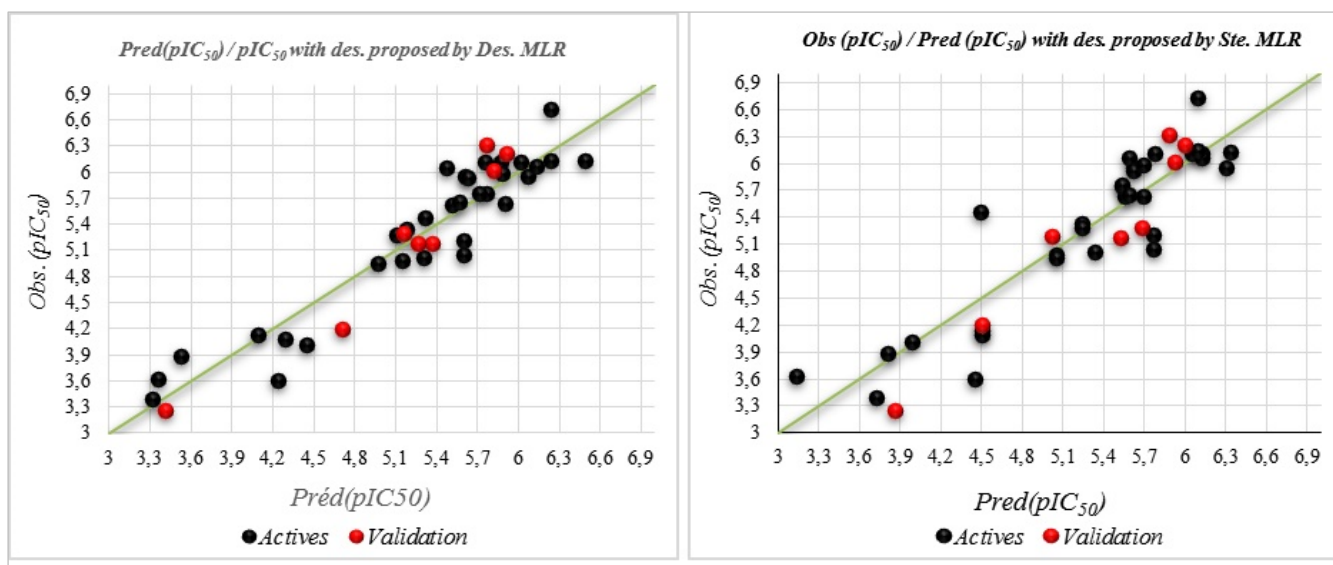 Pred(pIC50) / pIC50 with des. proposed by Des. MLR
Obs. (pIC50)
6,9
6,6
6,3
6
5,7
5,4
5,1
4,8
4,5
4,2
3,9
3,6
3,3
3
3 3,3 3,6 3,9 4,2 4,5 4,8 5,1 5,4 5,7 6 6,3 6,6 6,9
Préd(pIC50)
Actives Validation
Obs (pIC50) / Pred (pIC50) with des. proposed by Ste. MLR
Obs. (pIC50)
6,9
6,6
6,3
6
5,7
5,4
5,1
4,8
4,5
4,2
3,9
3,6
3,3
3
3 3,3 3,6 3,9 4,2 4,5 4,8 5,1 5,4 5,7 6 6,3 6,6 6,9
Pred(pIC50)
Actives Validation